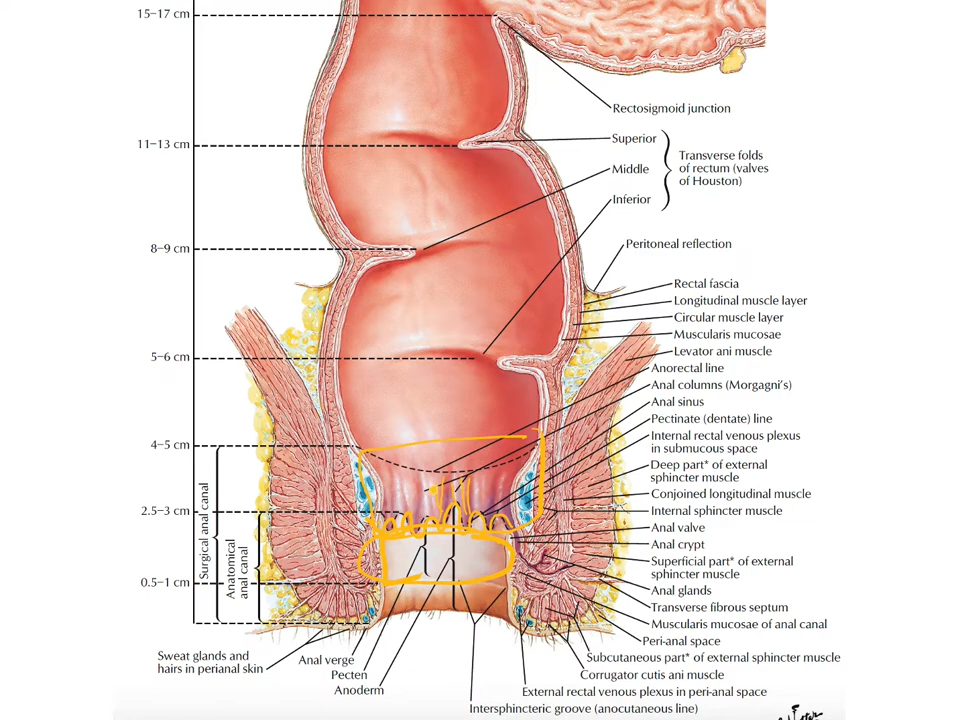 15–17 cm
Rectosigmoid junction
11–13 cm
Superior
Middle
Inferior
Transverse folds
of rectum (valves
of Houston)
8–9 cm
Peritoneal reflection
Rectal fascia
Longitudinal muscle layer
Circular muscle layer
Muscularis mucosae
5–6 cm
Levator ani muscle
Anorectal line
Anal columns (Morgagni's)
Anal sinus
Pectinate (dentate) line
Internal rectal venous plexus
in submucous space
4–5 cm
Deep part* of external
sphincter muscle
Conjoined longitudinal muscle
2.5–3 cm
Internal sphincter muscle
Anal valve
Anal crypt
Surgical anal canal
Anatomical
anal canal
Superficial part* of external
sphincter muscle
0.5–1 cm
Anal glands
Transverse fibrous septum
Muscularis mucosae of anal canal
Peri-anal space
Sweat glands and
hairs in perianal skin
Anal verge
Pecten
Anoderm
Subcutaneous part* of external sphincter muscle
Corrugator cutis ani muscle
External rectal venous plexus in peri-anal space
Intersphincteric groove (anocutaneous line)